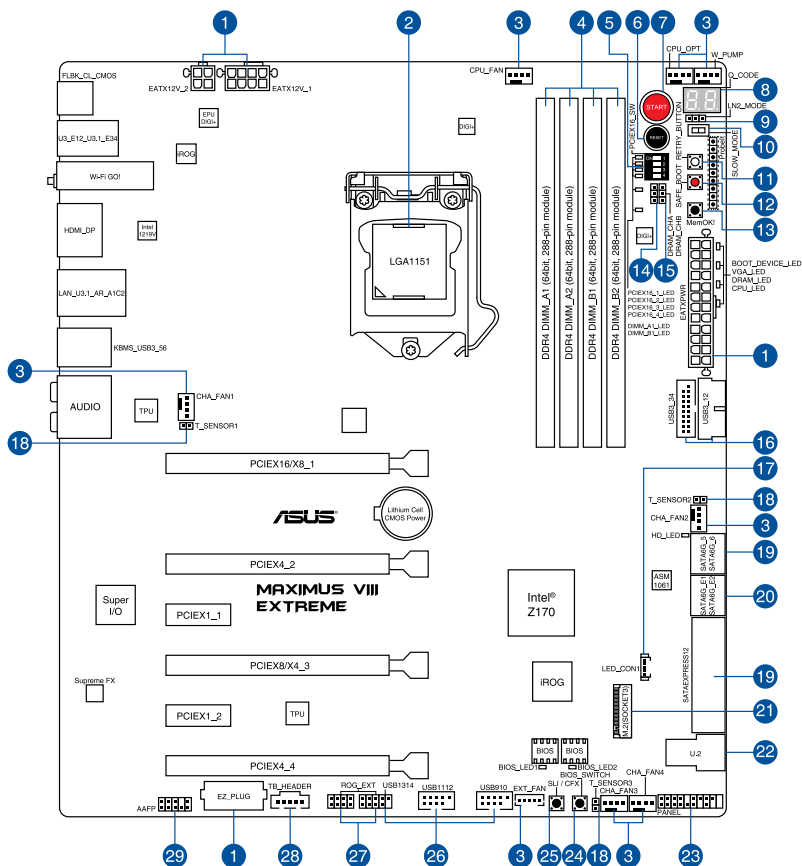 1
2
3
4
5
6
7
3
CPU_OPT
W_PUMP
FLBK_CL_CMOS
EATX12V_2
EATX12V_1
CPU_FAN
Q_CODE
88
8
START
RESET
LN2_MODE
9
EPU
DIGI+
DIGI+
PCIEX16_SW
ON
RETRY_BUTTON
SLOW_MODE
10
ProbeIt
U3_E12_U3.1_E34
iROG
11
Wi-Fi GO!
SAFE_BOOT
12
MemOK!
13
HDMI_DP
Intel
1219V
DIGI+
DRAM_CHA
DRAM_CHB
14
15
LGA1151
DDR4 DIMM_A1 (64bit, 288-pin module)
DDR4 DIMM_A2 (64bit, 288-pin module)
DDR4 DIMM_B1 (64bit, 288-pin module)
DDR4 DIMM_B2 (64bit, 288-pin module)
BOOT_DEVICE_LED
VGA_LED
DRAM_LED
CPU_LED
LAN_U3.1_AR_A1C2
PCIEX16_1_LED
PCIEX16_2_LED
PCIEX16_3_LED
PCIEX16_4_LED
DIMM_A1_LED
DIMM_B1_LED
EATXPWR
1
KBMS_USB3_56
3
CHA_FAN1
AUDIO
TPU
T_SENSOR1
18
USB3_34
USB3_12
16
17
PCIEX16/X8_1
T_SENSOR2
18
CHA_FAN2
3
HD_LED
ASUS
Lithium Cell
CMOS Power
SATA6G_5
SATA6G_6
19
PCIEX4_2
MAXIMUS VIII
EXTREME
Super
I/O
PCIEX1_1
Intel®
Z170
ASM
1061
SATA6G_E1
SATA6G_E2
20
PCIEX8/X4_3
LED_CON1
SATAEXPRESS12
19
Supreme FX
iROG
PCIEX1_2
TPU
M.2(SOCKET3)
21
BIOS
BIOS
U.2
22
PCIEX4_4
BIOS_LED1
BIOS_LED2
BIOS_SWITCH
SLI / CFX
T_SENSOR3
CHA_FAN4
CHA_FAN3
AAFP
EZ_PLUG
TB_HEADER
ROG_EXT
USB1314
USB1112
USB910
EXT_FAN
PANEL
29
1
28
27
26
3
25
24
18
3
23